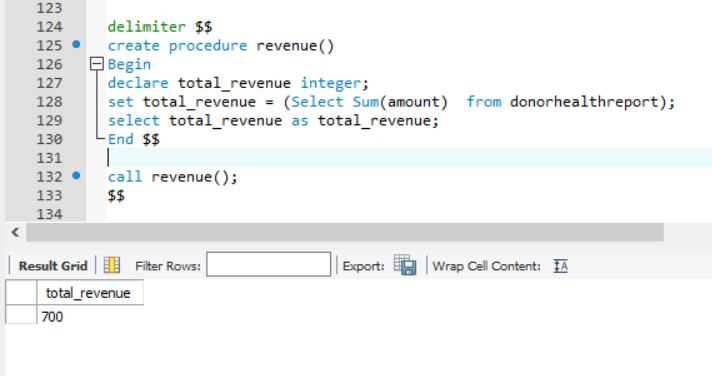 123
124 delimiter $$
125 create procedure revenue()
126 Begin
127 declare total_revenue integer;
128 set total_revenue = (Select Sum(amount)  from donorhealthreport);
129 select total_revenue as total_revenue;
130 End $$
131
132 call revenue();
133 $$
134
Result Grid Filter Rows: Export: Wrap Cell Content: IA
total_revenue
700